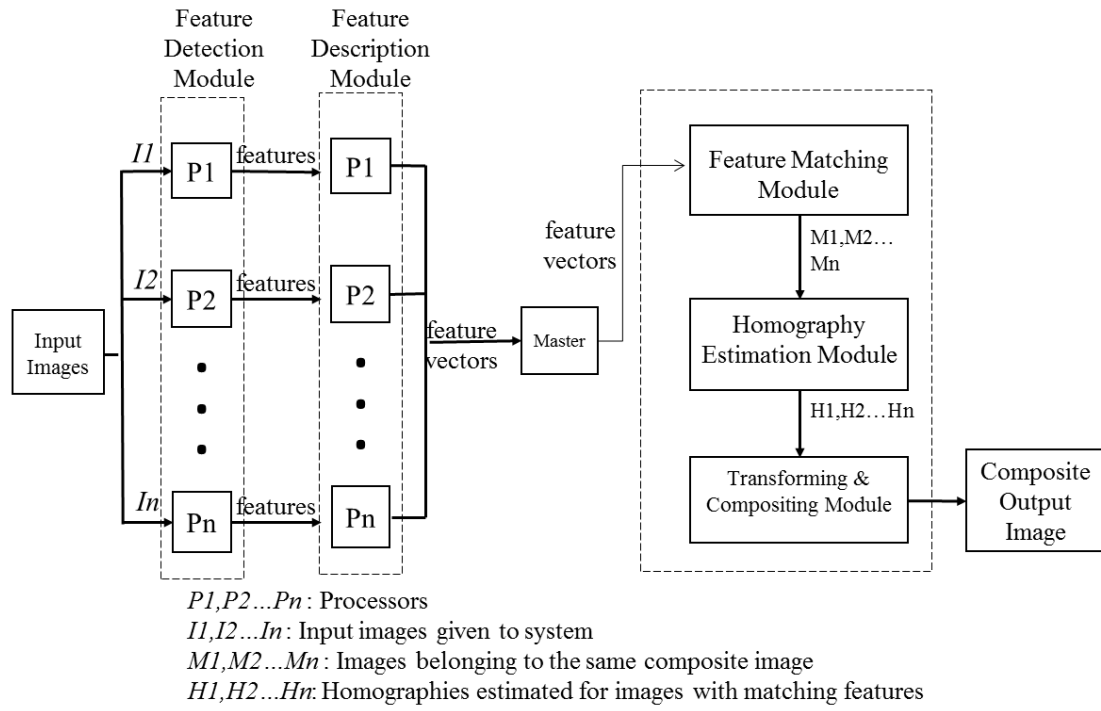 Feature
Detection
Module
Feature
Description
Module
I1
P1
features
P1
I2
P2
features
P2
In
Pn
features
Pn
Input
Images
feature
vectors
Master
feature
vectors
Feature Matching
Module
M1,M2...
Mn
Homography
Estimation Module
H1,H2...Hn
Transforming &
Compositing Module
Composite
Output
Image
P1,P2...Pn : Processors
I1,I2...In : Input images given to system
M1,M2...Mn : Images belonging to the same composite image
H1,H2...Hn: Homographies estimated for images with matching features